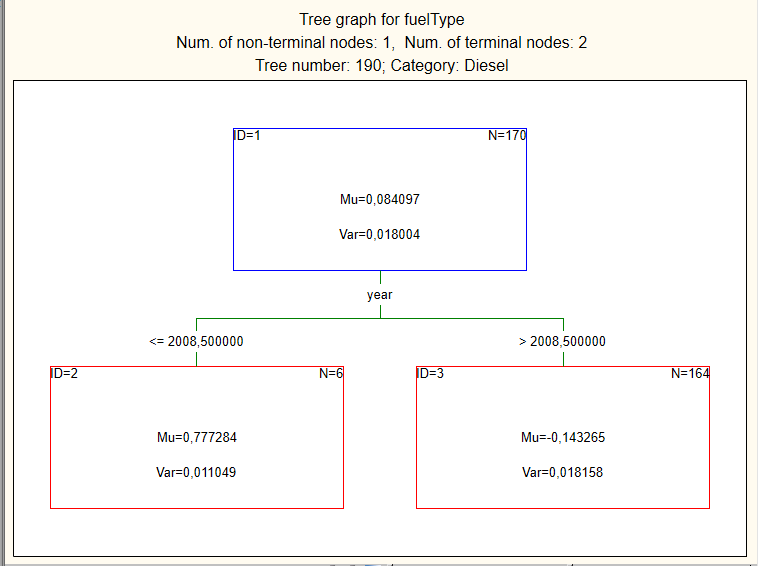 Tree graph for fuelType
Num. of non-terminal nodes: 1,  Num. of terminal nodes: 2
Tree number: 190; Category: Diesel
ID=1 N=170
Mu=0,084097
Var=0,018004
year
<= 2008,500000 > 2008,500000
ID=2 N=6 ID=3 N=164
Mu=0,777284 Mu=-0,143265
Var=0,011049 Var=0,018158